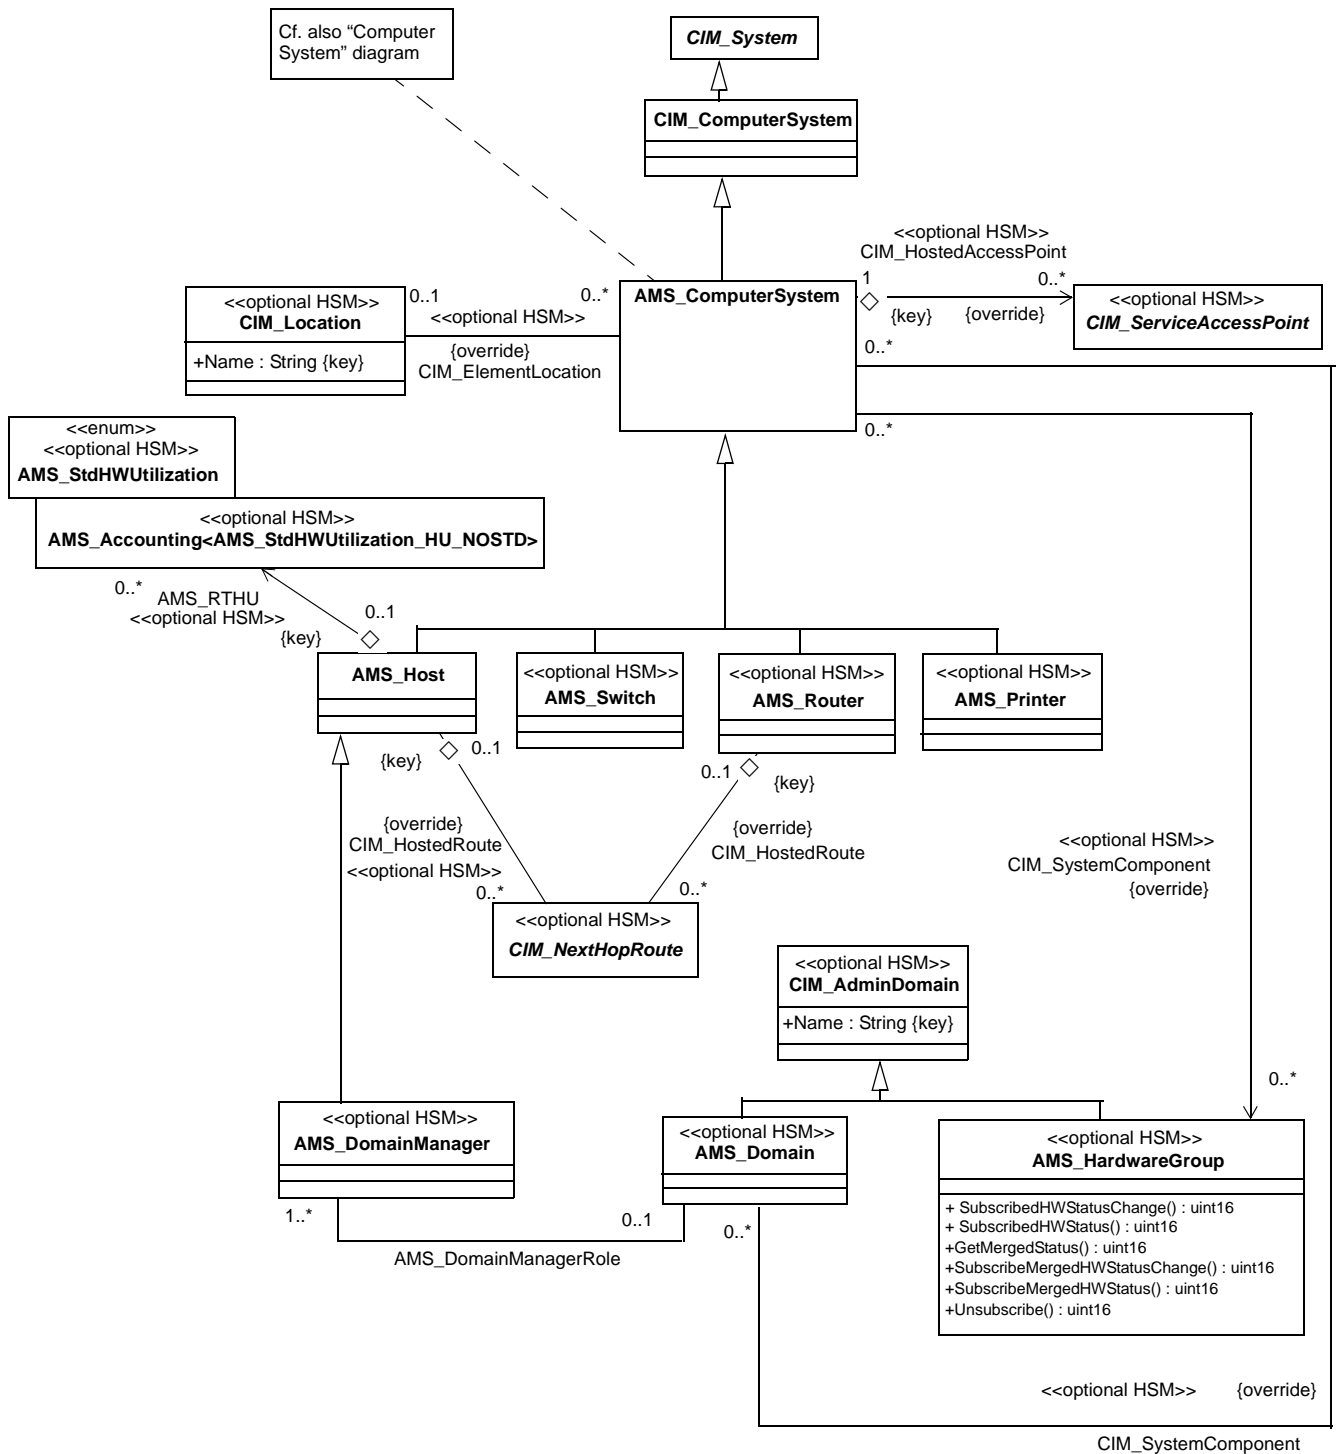 Cf. also “Computer
System” diagram
CIM_System
CIM_ComputerSystem
<<optional HSM>>
CIM_HostedAccessPoint
1
0..*
{key}
{override}
<<optional HSM>>
CIM_ServiceAccessPoint
AMS_ComputerSystem
0..*
0..*
<<optional HSM>>
CIM_Location
+Name : String {key}
0..1
0..*
<<optional HSM>>
{override}
CIM_ElementLocation
<<enum>>
<<optional HSM>>
AMS_StdHWUtilization
<<optional HSM>>
AMS_Accounting<AMS_StdHWUtilization_HU_NOSTD>
0..*
AMS_RTHU
<<optional HSM>>
{key}
0..1
AMS_Host
<<optional HSM>>
AMS_Switch
<<optional HSM>>
AMS_Router
<<optional HSM>>
AMS_Printer
{key}
0..1
0..1
{key}
{override}
CIM_HostedRoute
<<optional HSM>>
0..*
{override}
CIM_HostedRoute
0..*
<<optional HSM>>
CIM_NextHopRoute
<<optional HSM>>
CIM_SystemComponent
{override}
<<optional HSM>>
CIM_AdminDomain
+Name : String {key}
0..*
<<optional HSM>>
AMS_DomainManager
<<optional HSM>>
AMS_Domain
<<optional HSM>>
AMS_HardwareGroup
+ SubscribedHWStatusChange() : uint16
+ SubscribedHWStatus() : uint16
+GetMergedStatus() : uint16
+SubscribeMergedHWStatusChange() : uint16
+SubscribeMergedHWStatus() : uint16
+Unsubscribe() : uint16
1..*
0..1
0..*
AMS_DomainManagerRole
<<optional HSM>>
{override}
CIM_SystemComponent